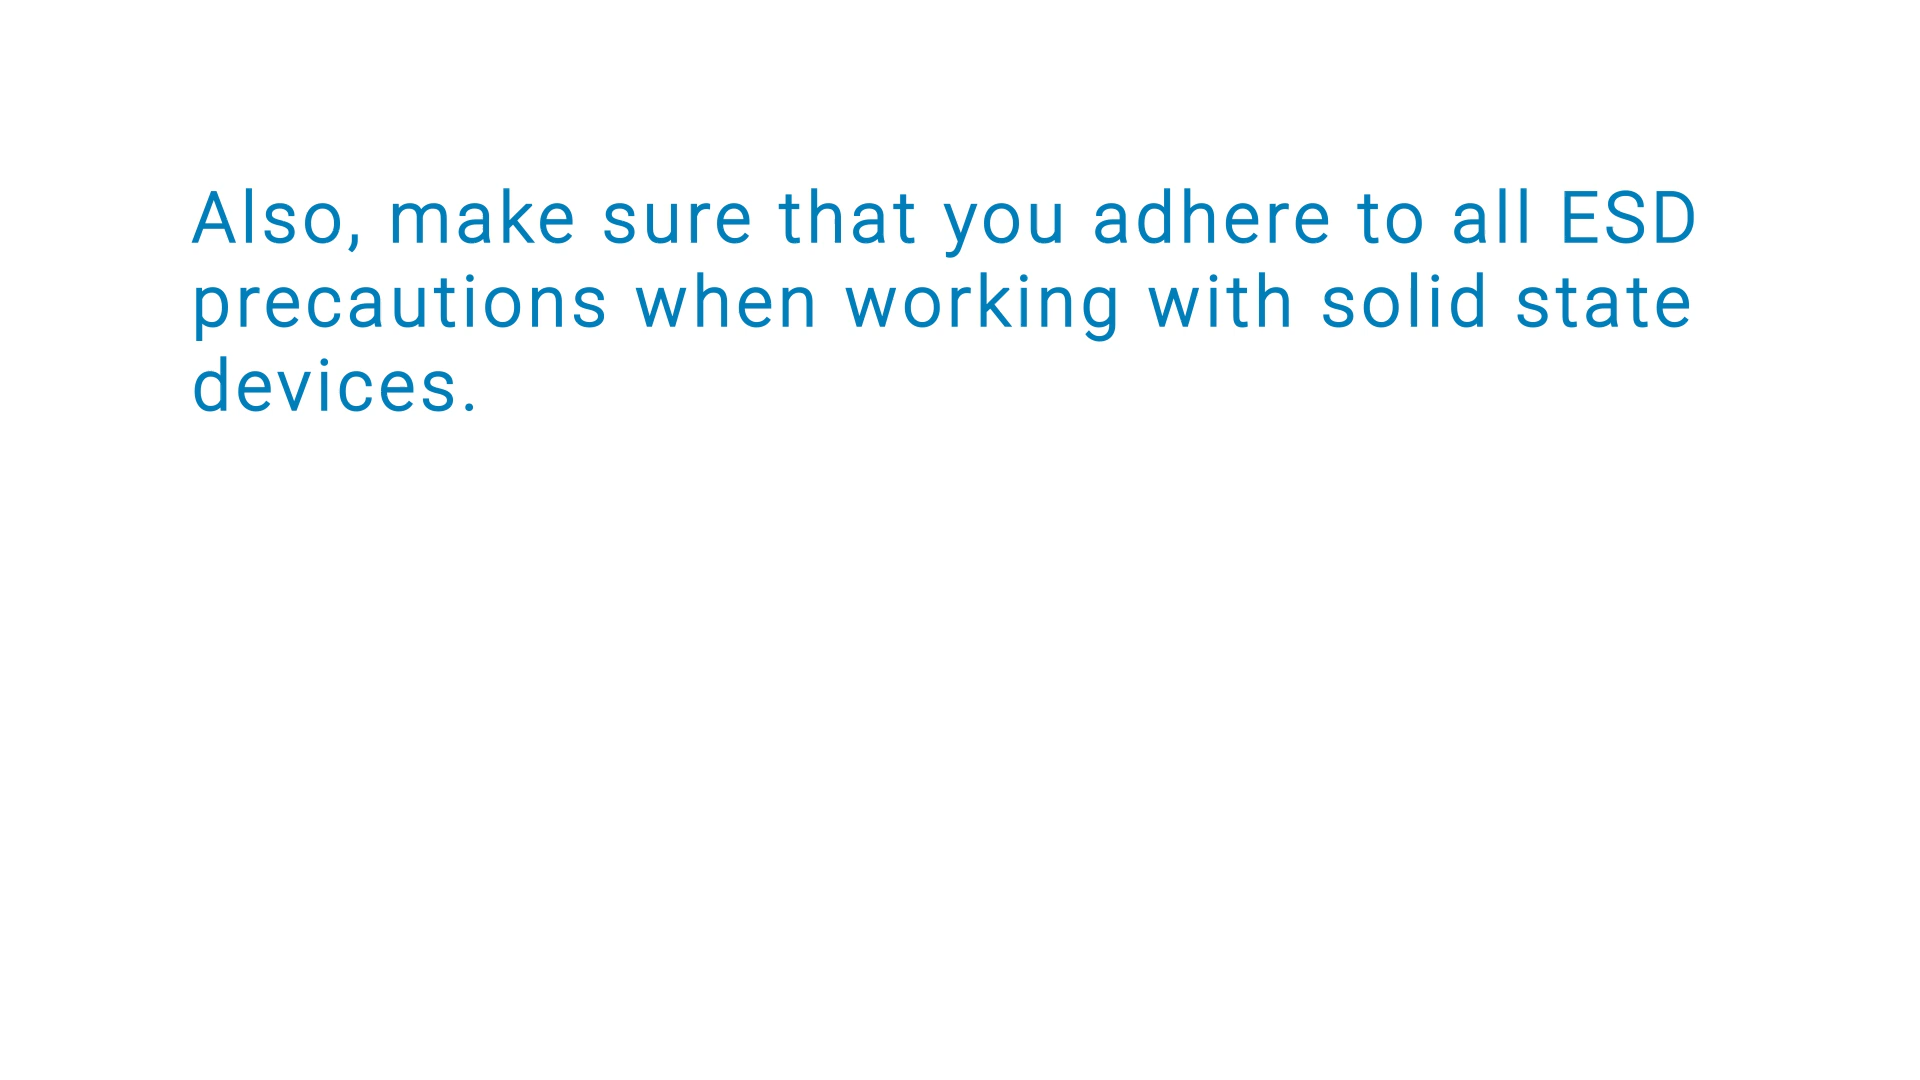 Also, make sure that you adhere to all ESD
precautions when working with solid state
devices.